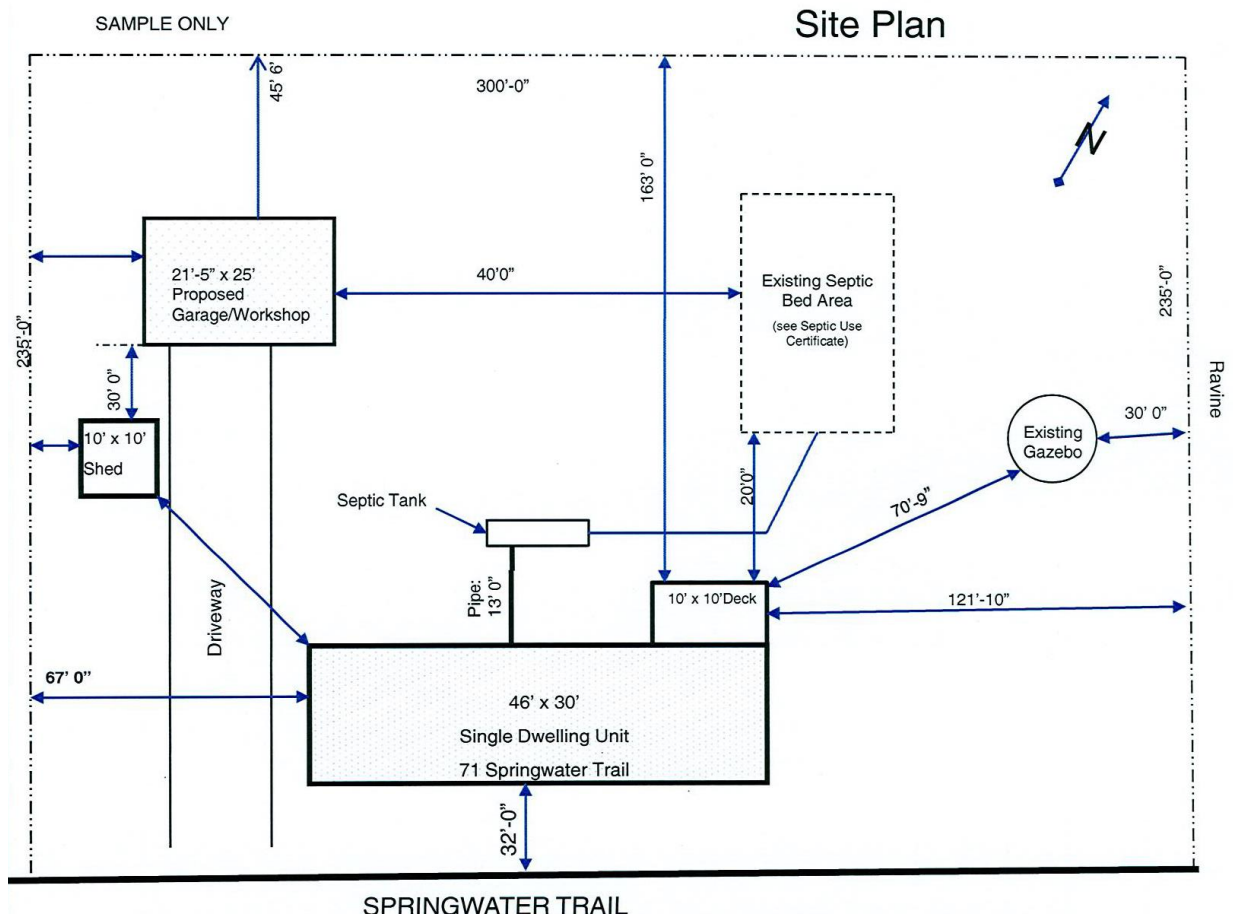 SAMPLE ONLY
Site Plan
45' 6'
300'-0"
N
163' 0"
21'-5" x 25'
Proposed
Garage/Workshop
40'0"
Existing Septic
Bed Area
(see Septic Use
Certificate)
235'-0"
235'-0"
Ravine
30' 0"
10' x 10'
Shed
Existing
Gazebo
30' 0"
Septic Tank
20'0"
70'-9"
Pipe:
13' 0"
10' x 10'Deck
121'-10"
Driveway
67' 0"
46' x 30'
Single Dwelling Unit
71 Springwater Trail
32'-0"
SPRINGWATER TRAIL